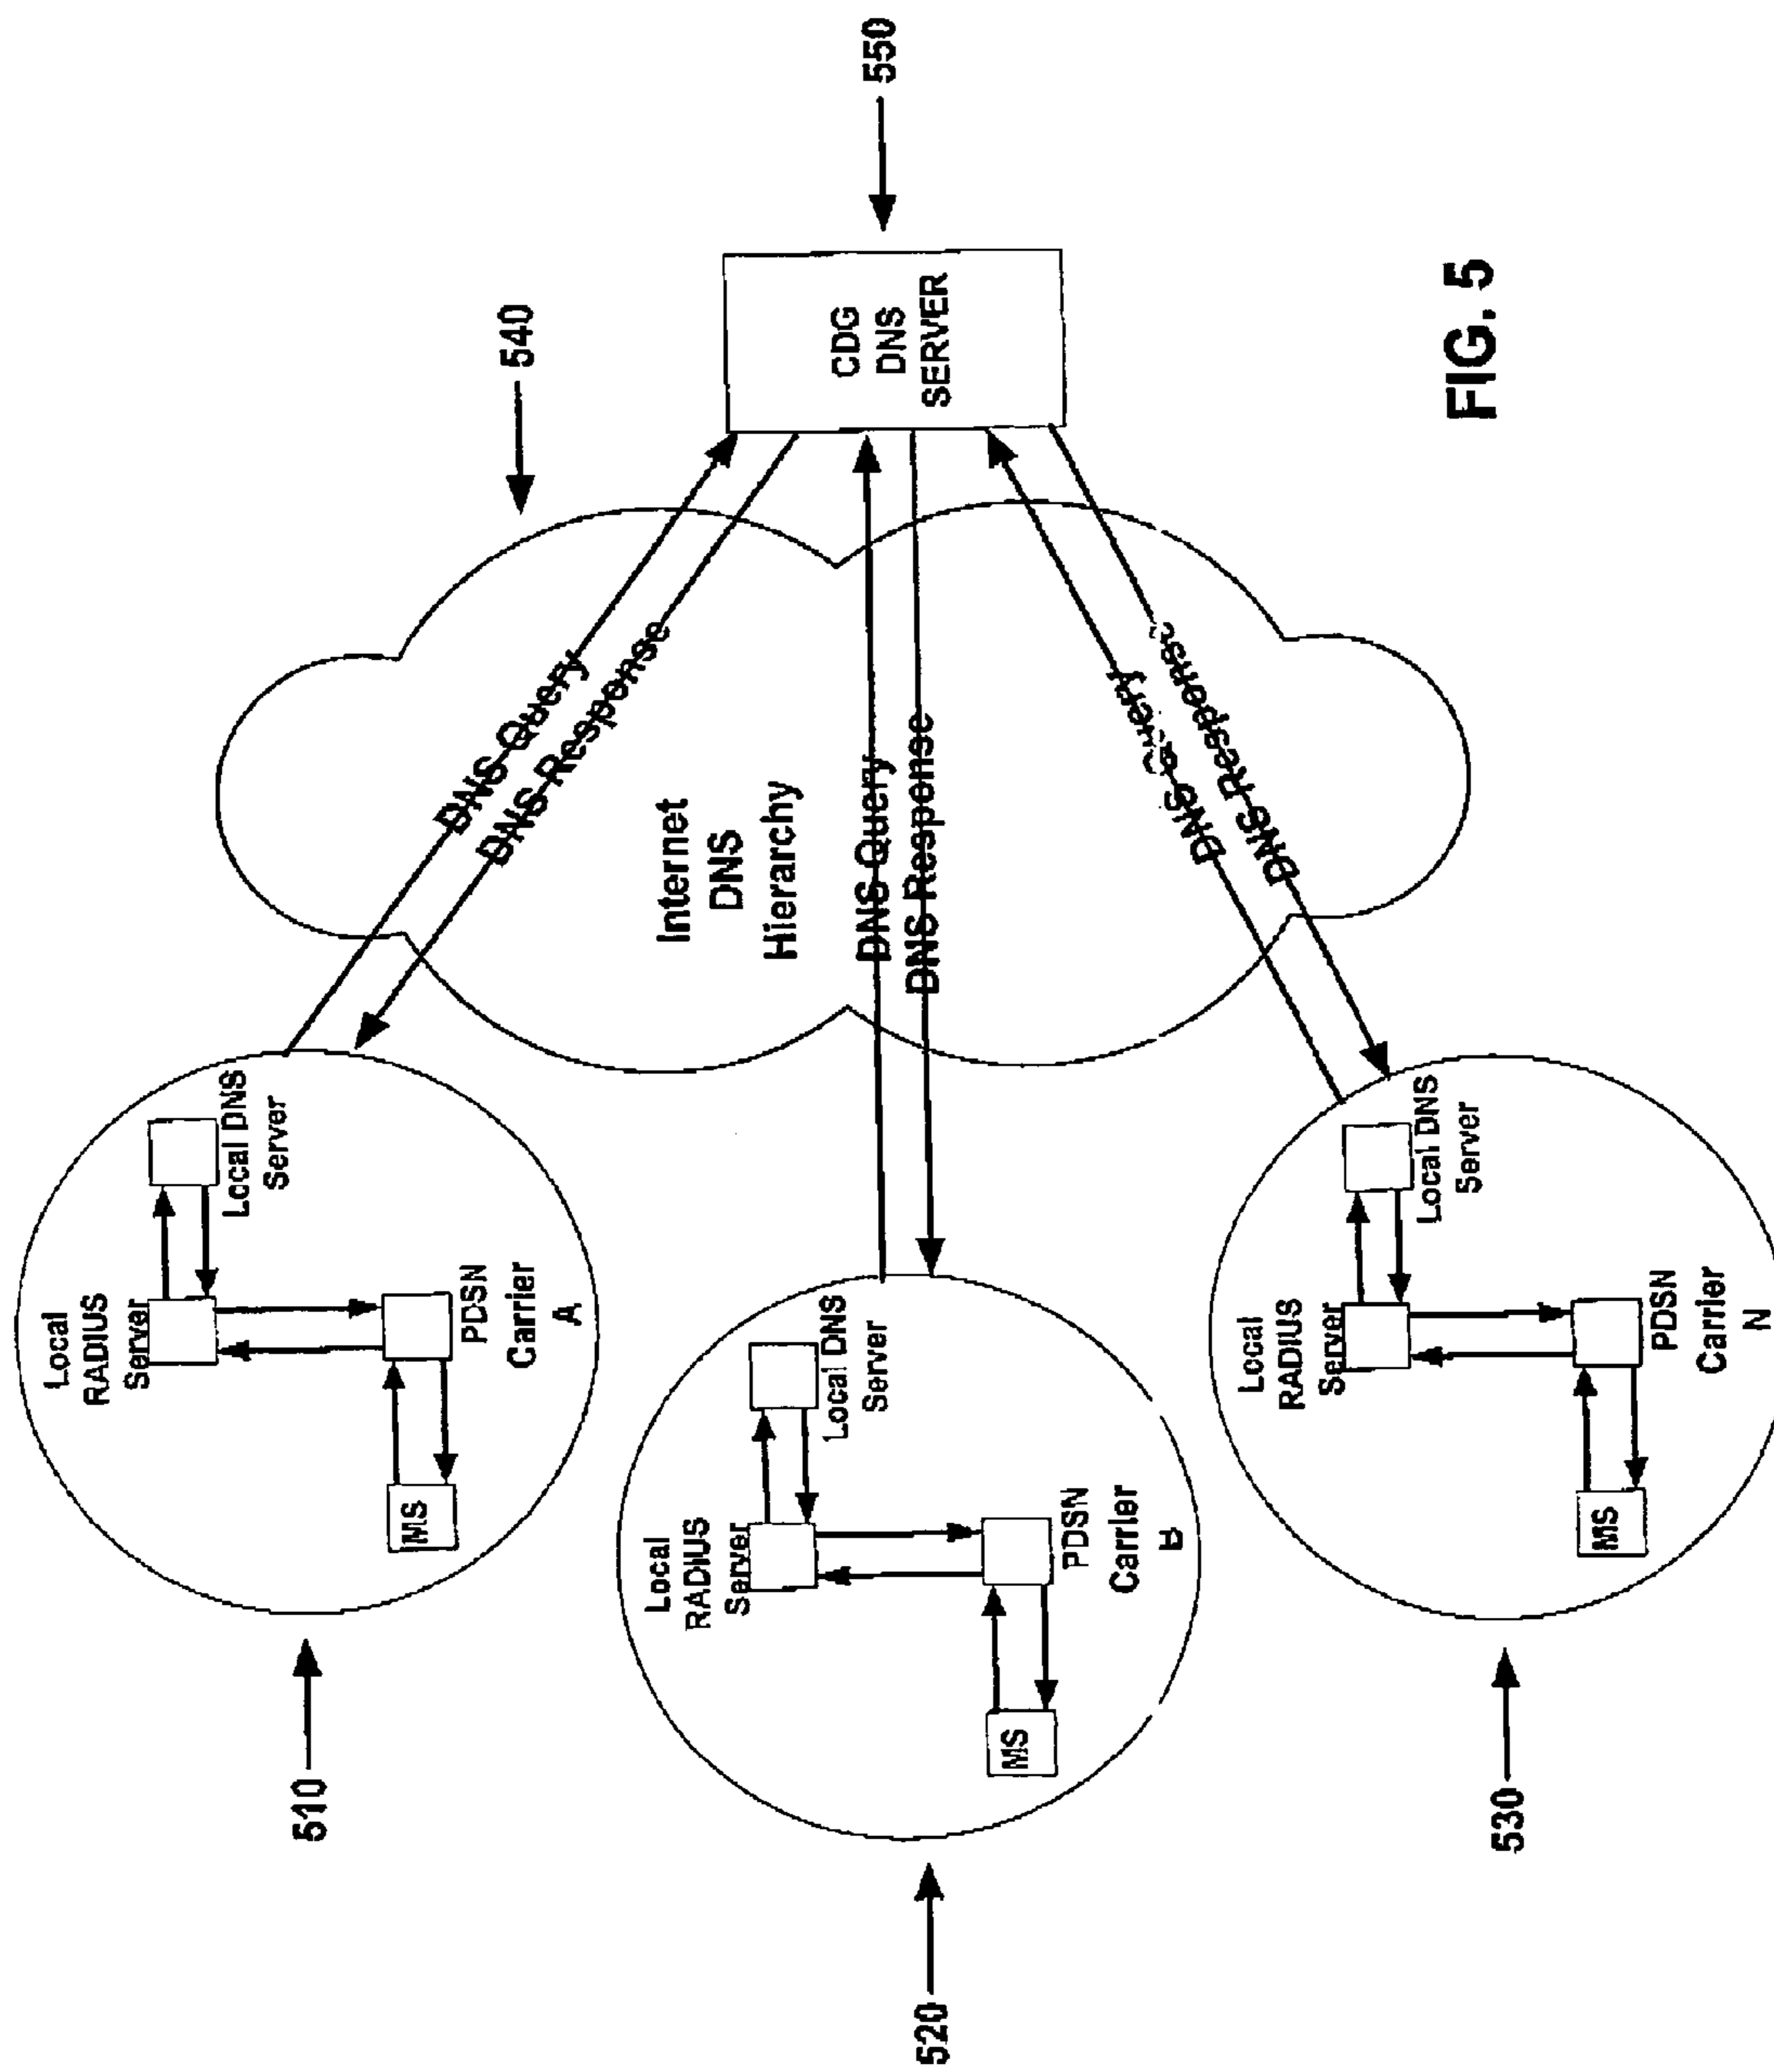 510
Local
RADIUS
Server
Local DNS
Server
MS
PDSN
Carrier
A
520
Local
RADIUS
Server
Local DNS
Server
MS
PDSN
Carrier
B
530
Local
RADIUS
Server
Local DNS
Server
MS
PDSN
Carrier
N
540
Internet
DNS
Hierarchy
DNS Query
DNS Response
DNS Query
DNS Response
DNS Query
DNS Response
550
CDG
DNS
SERVER
FIG. 5